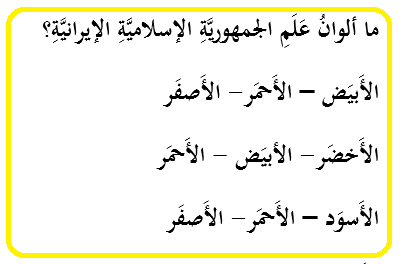 ما ألوانُ عَلَمِ الجمهوريَّةِ الإسلاميَّةِ الإيرانيَّةِ؟
الأَبيَض – الأَحمَر – الأَصفَر
الأَخضَر – الأبيَض – الأَحمَر
الأَسوَد – الأَحمَر – الأَصفَر